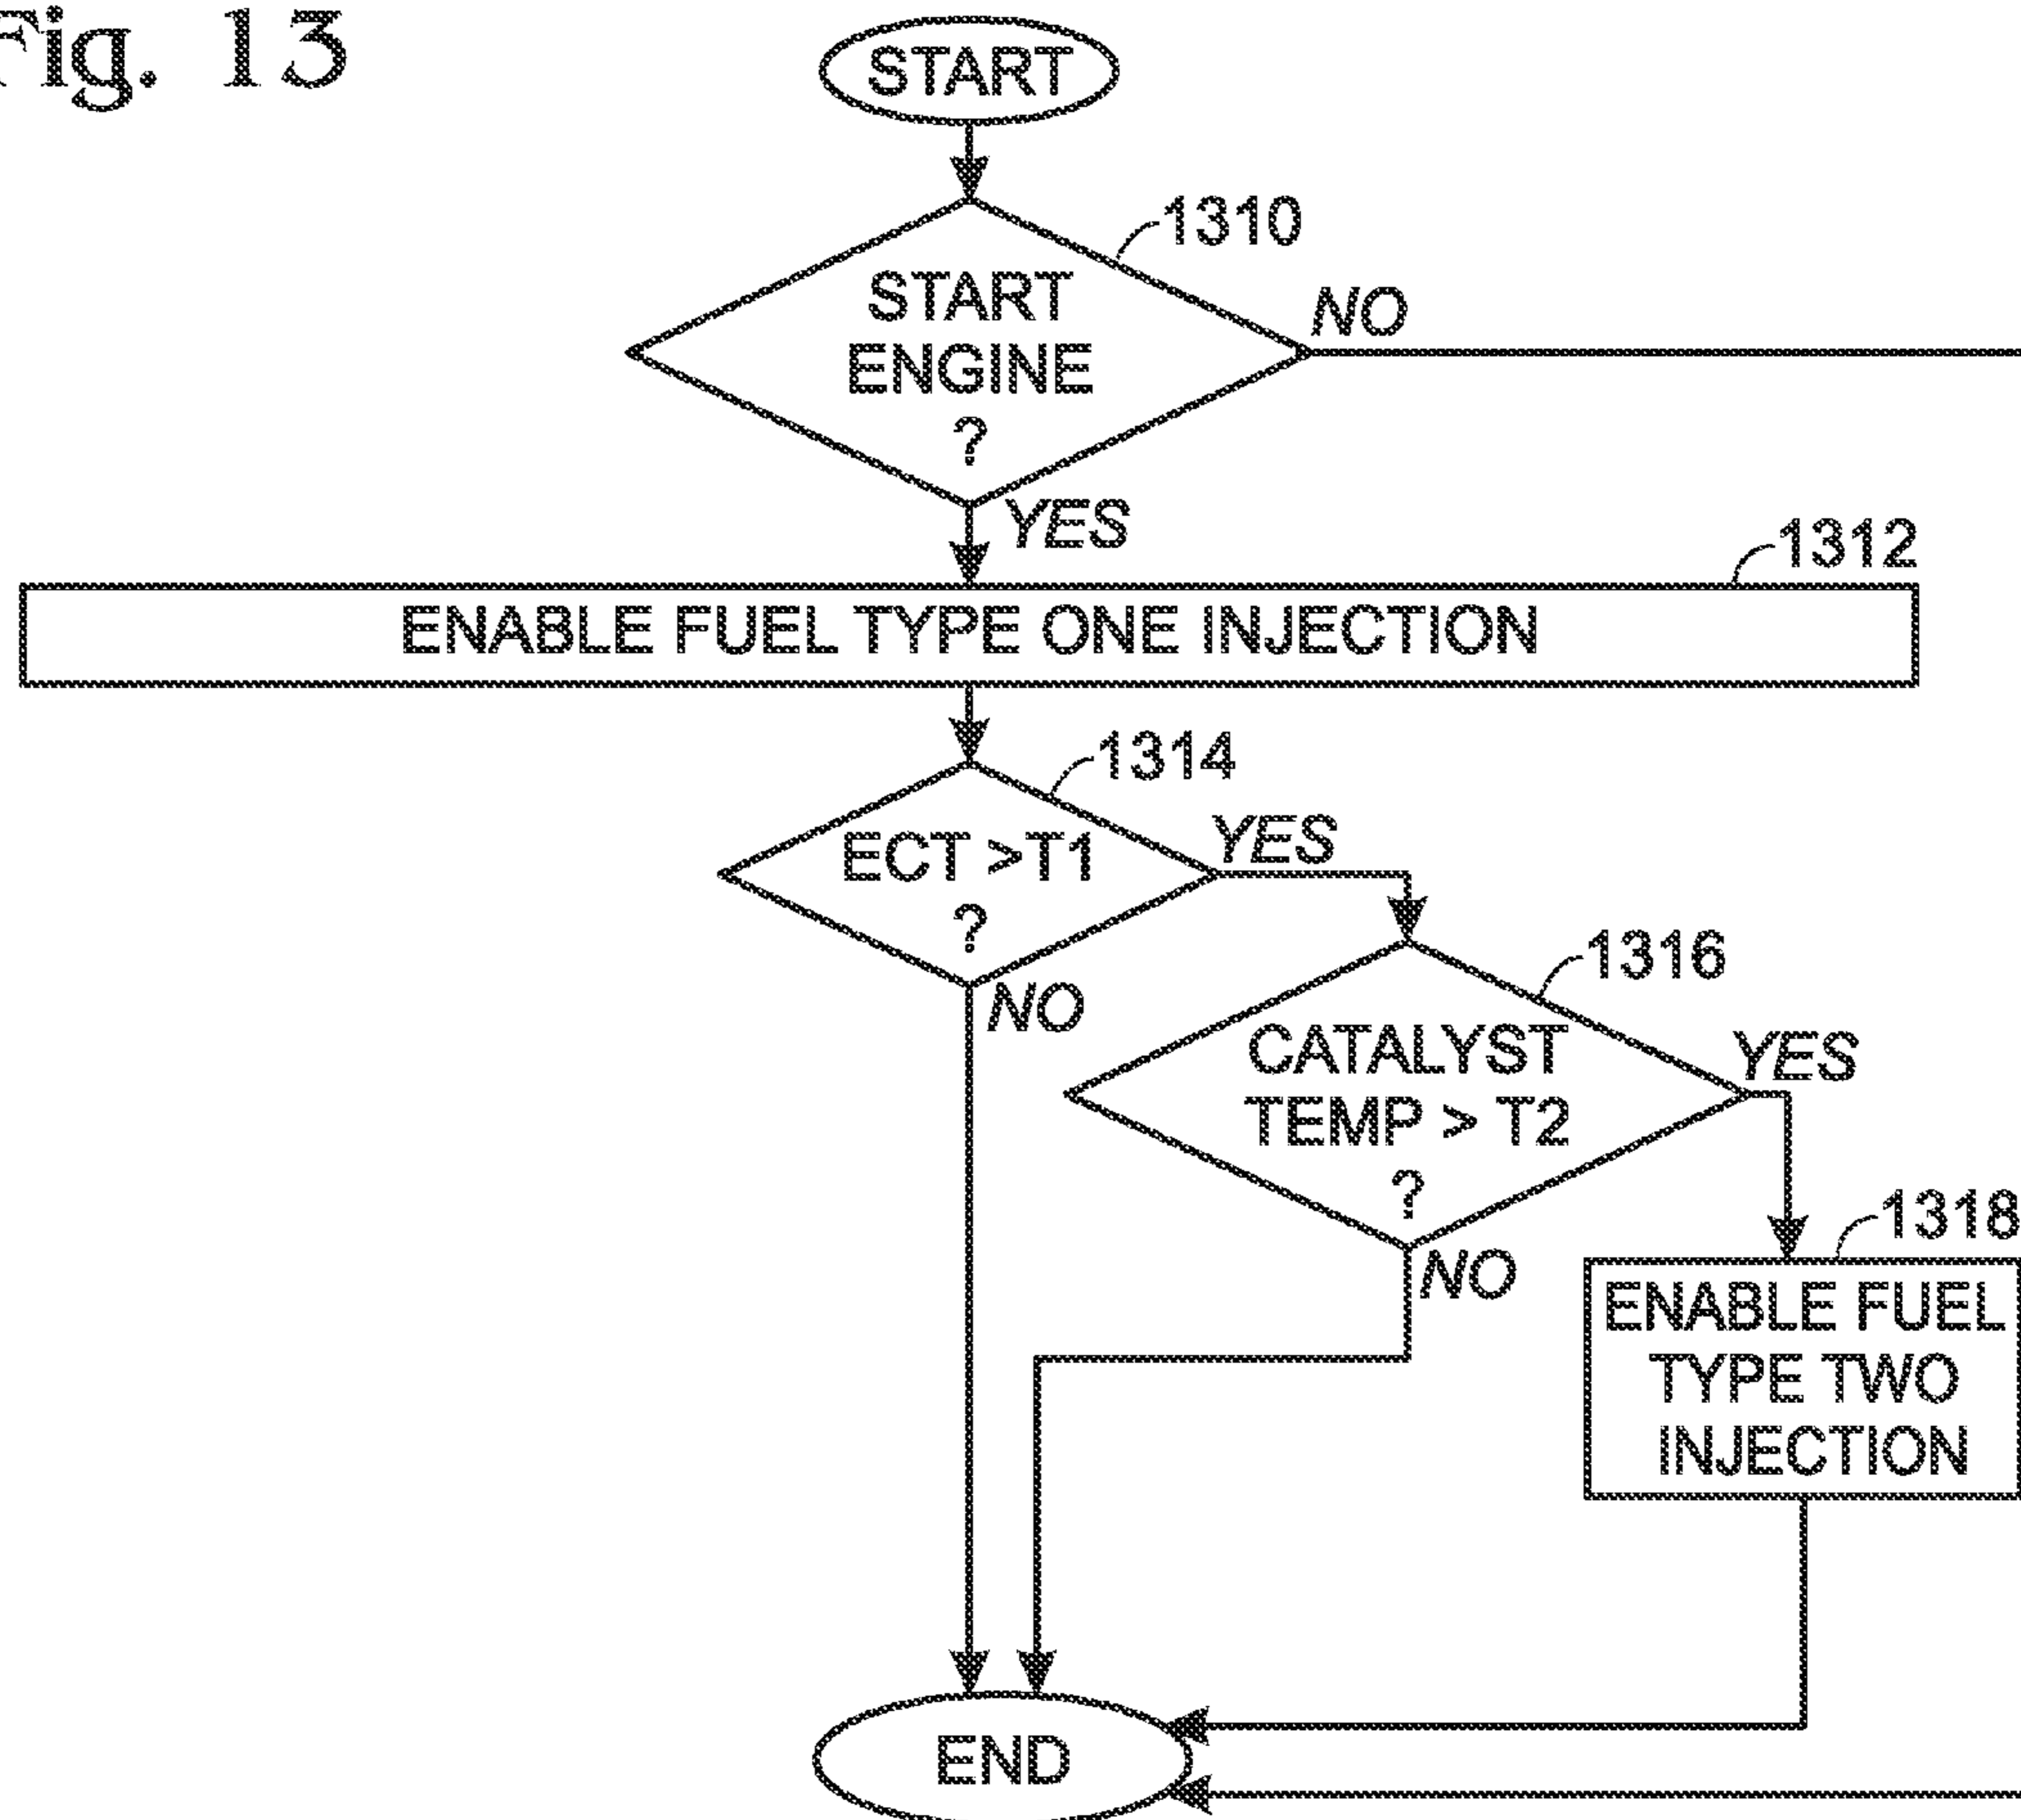 Fig. 13
START
1310
START
ENGINE
?
NO
YES
1312
ENABLE FUEL TYPE ONE INJECTION
1314
ECT >T1
?
YES
NO
1316
CATALYST
TEMP > T2
?
YES
NO
1318
ENABLE FUEL
TYPE TWO
INJECTION
END